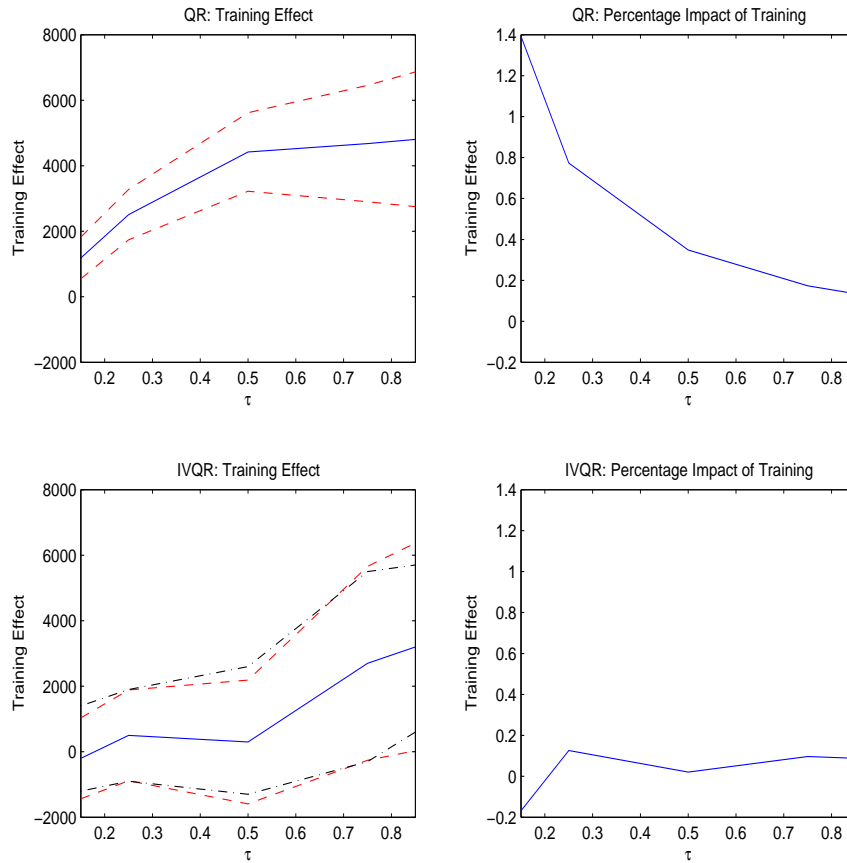 QR: Training Effect
8000
6000
4000
2000
0
−2000
Training Effect
0.2 0.3 0.4 0.5 0.6 0.7 0.8
τ
QR: Percentage Impact of Training
1.4
1.2
1
0.8
0.6
0.4
0.2
0
−0.2
Training Effect
0.2 0.3 0.4 0.5 0.6 0.7 0.8
τ
IVQR: Training Effect
8000
6000
4000
2000
0
−2000
Training Effect
0.2 0.3 0.4 0.5 0.6 0.7 0.8
τ
IVQR: Percentage Impact of Training
1.4
1.2
1
0.8
0.6
0.4
0.2
0
−0.2
Training Effect
0.2 0.3 0.4 0.5 0.6 0.7 0.8
τ